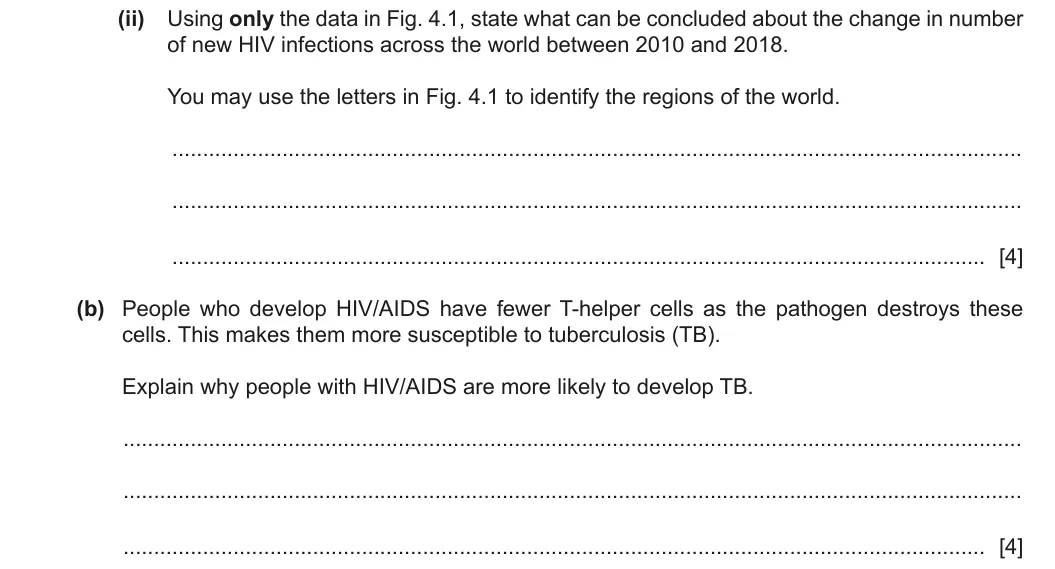 (ii) Using only the data in Fig. 4.1, state what can be concluded about the change in number
of new HIV infections across the world between 2010 and 2018.
You may use the letters in Fig. 4.1 to identify the regions of the world.
[4]
(b) People who develop HIV/AIDS have fewer T-helper cells as the pathogen destroys these
cells. This makes them more susceptible to tuberculosis (TB).
Explain why people with HIV/AIDS are more likely to develop TB.
[4]